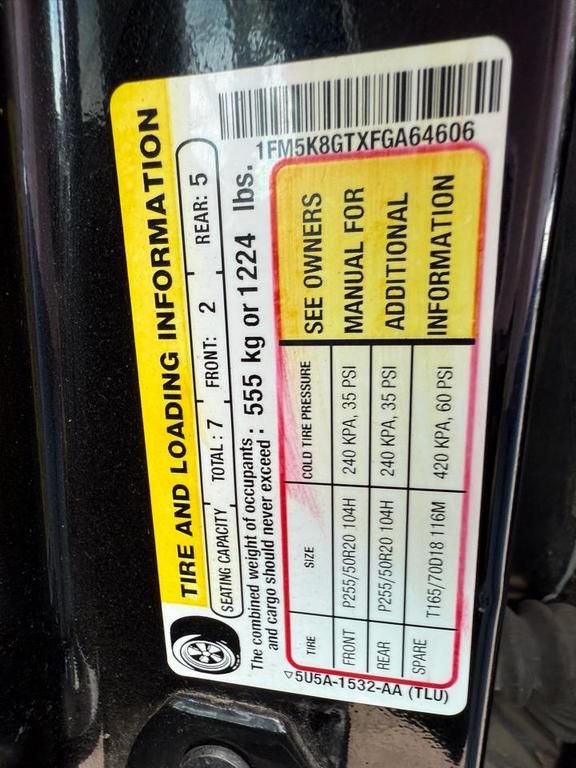 TIRE AND LOADING INFORMATION
SEATING CAPACITY TOTAL: 7 FRONT: 2 REAR: 5
The combined weight of occupants and cargo should never exceed: 555 kg or 1224 lbs.
1FM5K8GTXFGA64606
TIRE SIZE COLD TIRE PRESSURE
FRONT P255/50R20 104H 240 KPA, 35 PSI
REAR P255/50R20 104H 240 KPA, 35 PSI
SPARE T165/70D18 116M 420 KPA, 60 PSI
SEE OWNERS
MANUAL FOR
ADDITIONAL
INFORMATION
5U5A-1532-AA (TLU)